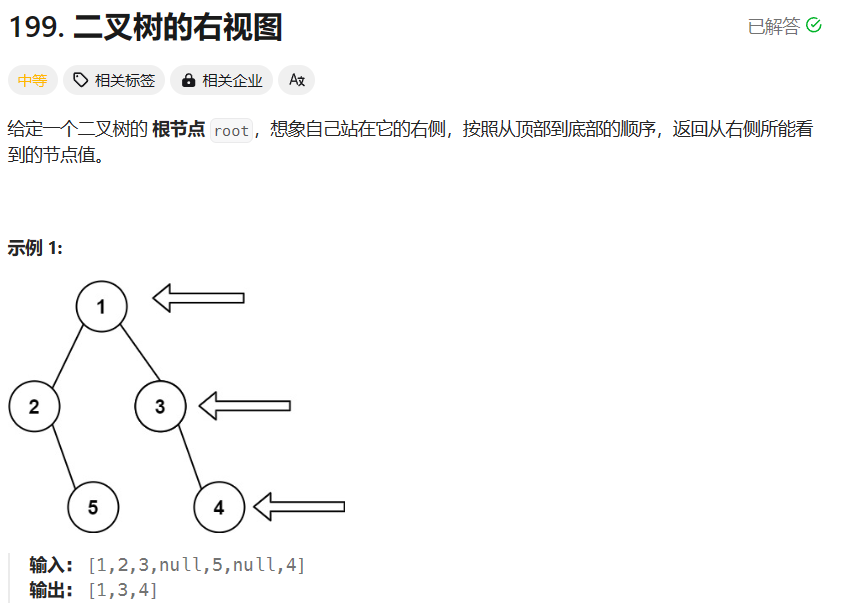 199. 二叉树的右视图
已解答
中等
相关标签
相关企业
给定一个二叉树的 根节点 root，想象自己站在它的右侧，按照从顶部到底部的顺序，返回从右侧所能看
到的节点值。
示例 1:
1
2
3
5
4
输入： [1,2,3,null,5,null,4]
输出： [1,3,4]